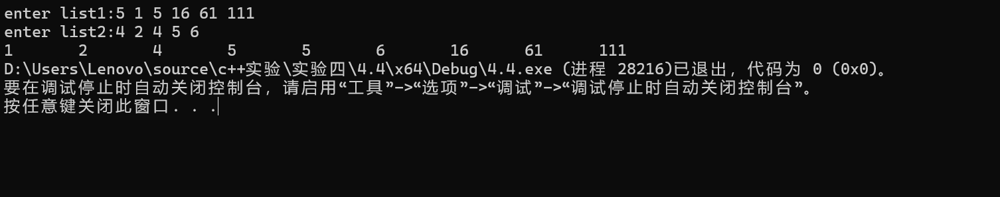 enter list1:5 1 5 16 61 111
enter list2:4 2 4 5 6
1       2       4       5       5       6       16      61      111
D:\Users\Lenovo\source\c++实验\实验四\4.4\x64\Debug\4.4.exe (进程 28216)已退出，代码为 0 (0x0)。
要在调试停止时自动关闭控制台，请启用“工具”->“选项”->“调试”->“调试停止时自动关闭控制台”。
按任意键关闭此窗口. . .